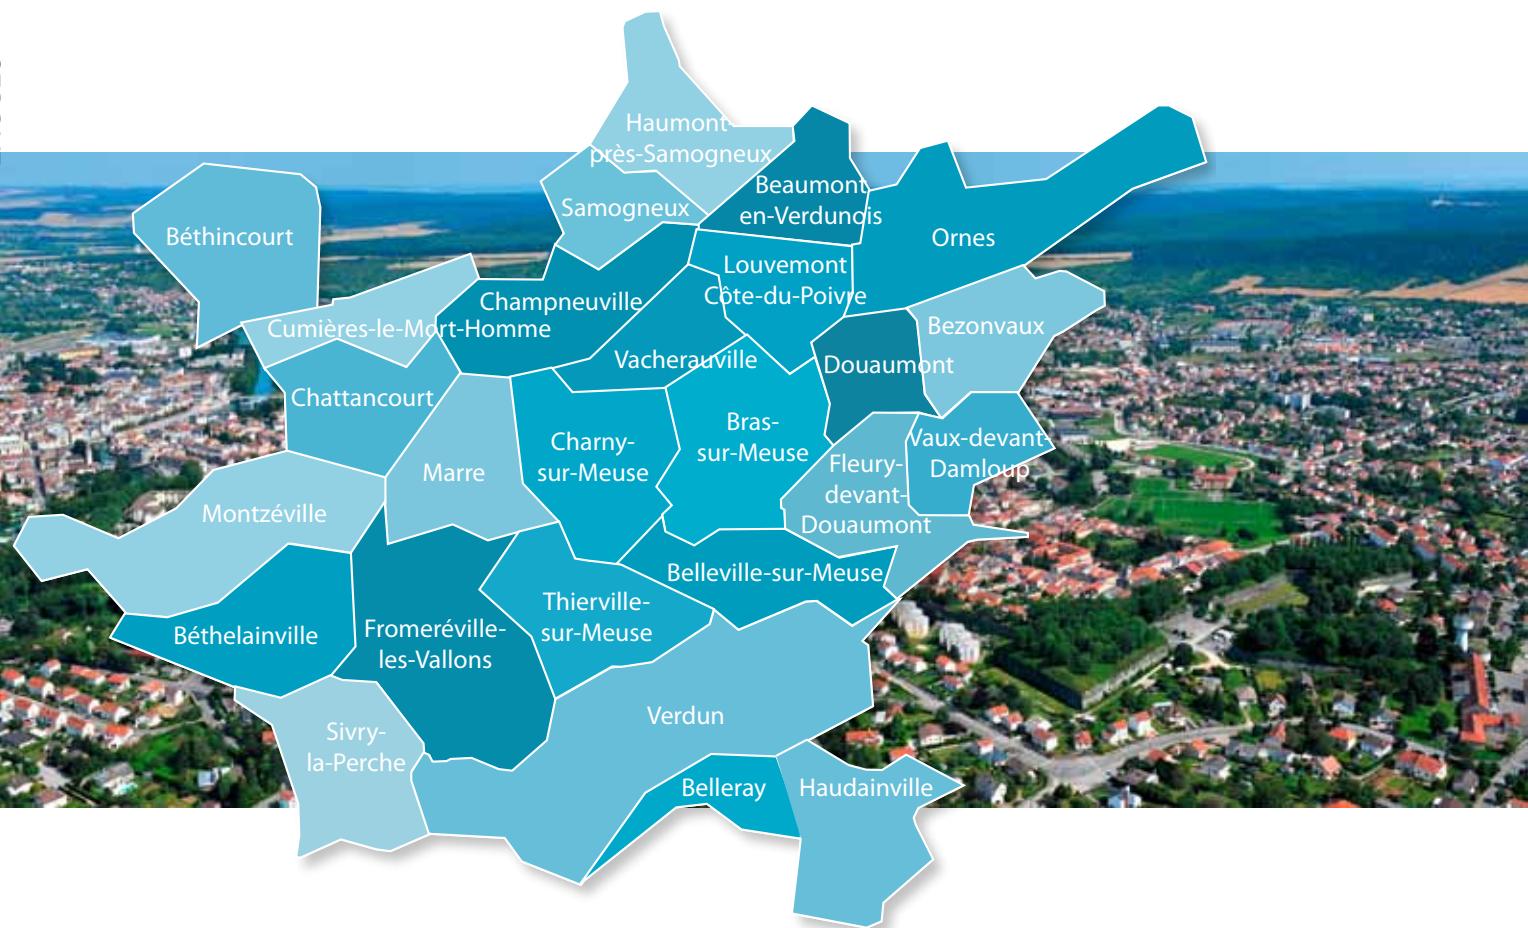 Haumont-
près-Samogneux
Beaumont
en-Verdunois
Samogneux
Béthincourt
Ornes
Louvemont
Côte-du-Poivre
Champneuville
Cumières-le-Mort-Homme
Bezonvaux
Vacherauville
Douaumont
Chattancourt
Bras-
sur-Meuse
Charny-
sur-Meuse
Vaux-devant-
Damloup
Marre
Fleury-
devant-
Douaumont
Montzéville
Belleville-sur-Meuse
Thierville-
sur-Meuse
Béthelainville
Fromeréville-
les-Vallons
Verdun
Sivry-
la-Perche
Belleray
Haudainville